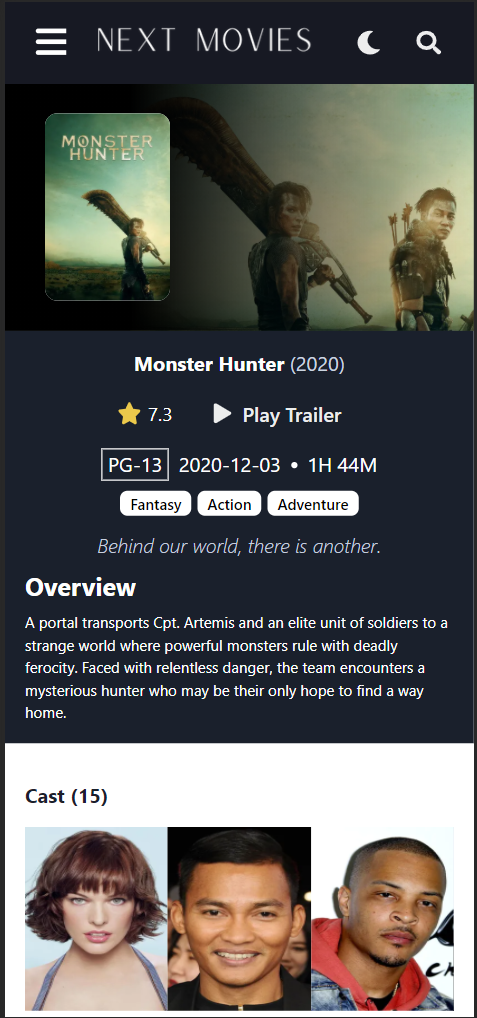 NEXT MOVIES
MONSTER
HUNTER
Monster Hunter (2020)
7.3 Play Trailer
PG-13 2020-12-03 • 1H 44M
Fantasy Action Adventure
Behind our world, there is another.
Overview
A portal transports Cpt. Artemis and an elite unit of soldiers to a
strange world where powerful monsters rule with deadly
ferocity. Faced with relentless danger, the team encounters a
mysterious hunter who may be their only hope to find a way
home.
Cast (15)